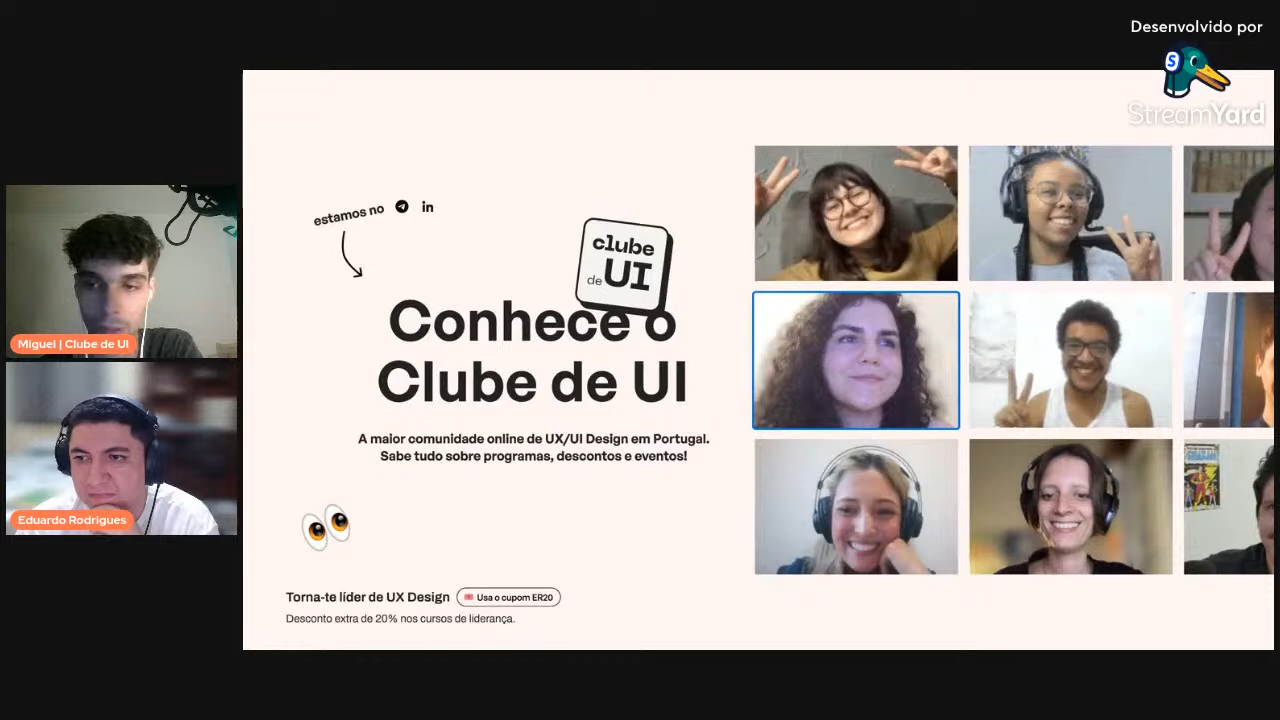 Desenvolvido por
StreamYard
estamos no
clube
de UI
Conhece o
Clube de UI
A maior comunidade online de UX/UI Design em Portugal.
Sabe tudo sobre programas, descontos e eventos!
Torna-te líder de UX Design
Usa o cupom ER20
Desconto extra de 20% nos cursos de liderança.
Miguel | Clube de UI
Eduardo Rodrigues